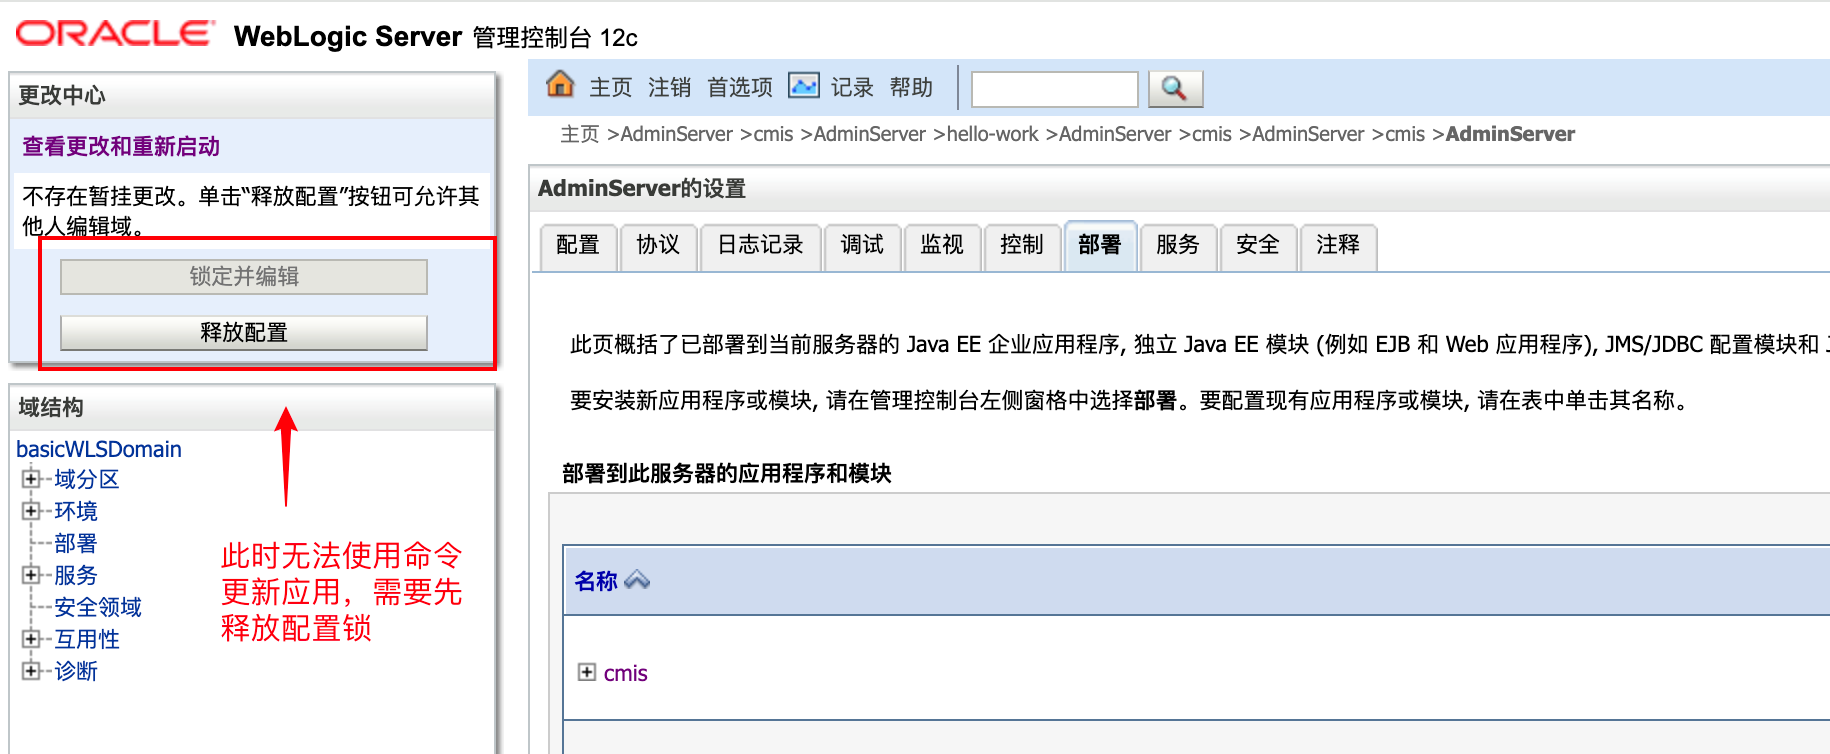 ORACLE WebLogic Server 管理控制台 12c
更改中心
查看更改和重新启动
不存在暂挂更改。单击“释放配置”按钮可允许其
他人编辑域。
锁定并编辑
释放配置
域结构
basicWLSDomain
域分区
环境
部署
服务
安全领域
互用性
诊断
此时无法使用命令
更新应用，需要先
释放配置锁
主页 注销 首选项 记录 帮助
主页 >AdminServer >cmis >AdminServer >hello-work >AdminServer >cmis >AdminServer >cmis >AdminServer
AdminServer的设置
配置 协议 日志记录 调试 监视 控制 部署 服务 安全 注释
此页概括了已部署到当前服务器的 Java EE 企业应用程序, 独立 Java EE 模块 (例如 EJB 和 Web 应用程序), JMS/JDBC 配置模块和
要安装新应用程序或模块, 请在管理控制台左侧窗格中选择部署。要配置现有应用程序或模块, 请在表中单击其名称。
部署到此服务器的应用程序和模块
名称
cmis